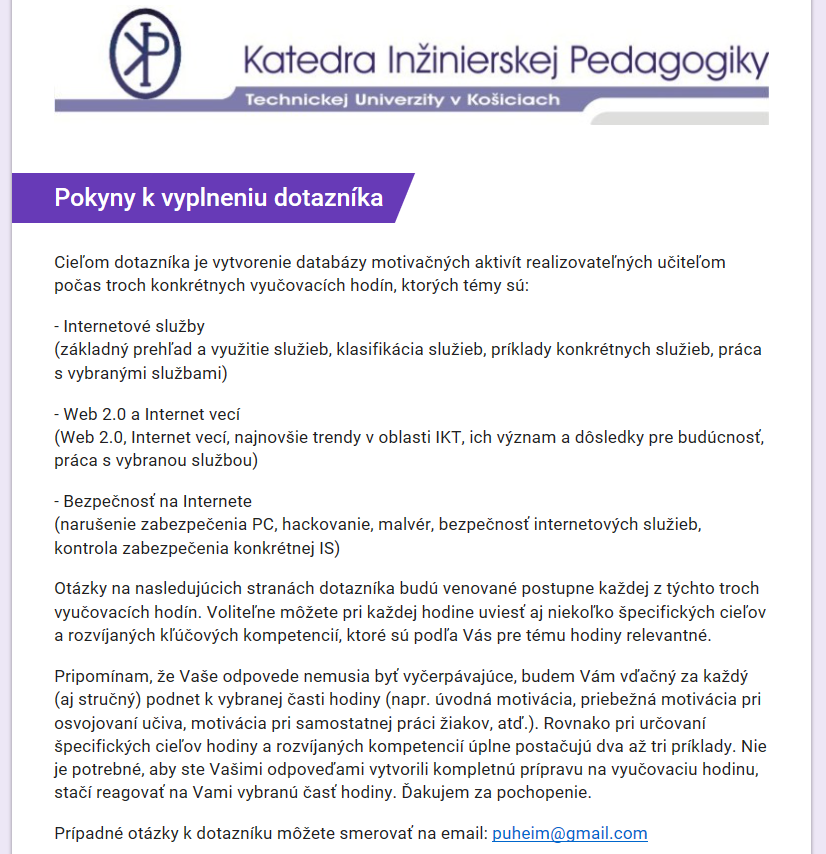 Katedra Inžinierskej Pedagogiky
Technickej Univerzity v Košiciach
Pokyny k vyplneniu dotazníka
Cieľom dotazníka je vytvorenie databázy motivačných aktivít realizovateľných učiteľom
počas troch konkrétnych vyučovacích hodín, ktorých témy sú:
- Internetové služby
(základný prehľad a využitie služieb, klasifikácia služieb, príklady konkrétnych služieb, práca
s vybranými službami)
- Web 2.0 a Internet vecí
(Web 2.0, Internet vecí, najnovšie trendy v oblasti IKT, ich význam a dôsledky pre budúcnosť,
práca s vybranou službou)
- Bezpečnosť na Internete
(narušenie zabezpečenia PC, hackovanie, malvér, bezpečnosť internetových služieb,
kontrola zabezpečenia konkrétnej IS)
Otázky na nasledujúcich stranách dotazníka budú venované postupne každej z týchto troch
vyučovacích hodín. Voliteľne môžete pri každej hodine uviesť aj niekoľko špecifických cieľov
a rozvíjaných kľúčových kompetencií, ktoré sú podľa Vás pre tému hodiny relevantné.
Pripomínam, že Vaše odpovede nemusia byť vyčerpávajúce, budem Vám vďačný za každý
(aj stručný) podnet k vybranej časti hodiny (napr. úvodná motivácia, priebežná motivácia pri
osvojovaní učiva, motivácia pri samostatnej práci žiakov, atď.). Rovnako pri určovaní
špecifických cieľov hodiny a rozvíjaných kompetencií úplne postačujú dva až tri príklady. Nie
je potrebné, aby ste Vašimi odpoveďami vytvorili kompletnú prípravu na vyučovaciu hodinu,
stačí reagovať na Vami vybranú časť hodiny. Ďakujem za pochopenie.
Prípadné otázky k dotazníku môžete smerovať na email: puheim@gmail.com